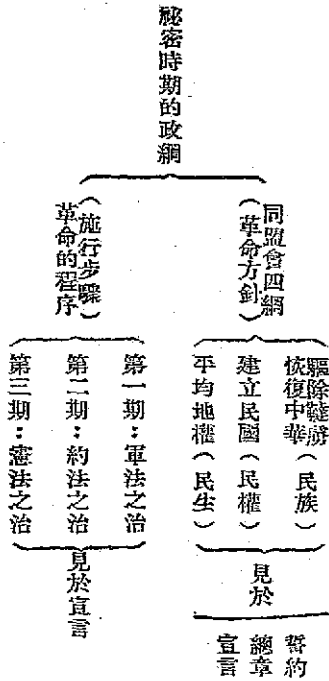 祕密時期的政綱
同盟會四綱
(革命方針)
驅除韃虜
恢復中華(民族)
建立民國(民權)
平均地權(民生)
見於
誓約
總章
宣言
革命的程序
(施行步驟)
第一期:軍法之治
第二期:約法之治
第三期:憲法之治
見於宣言